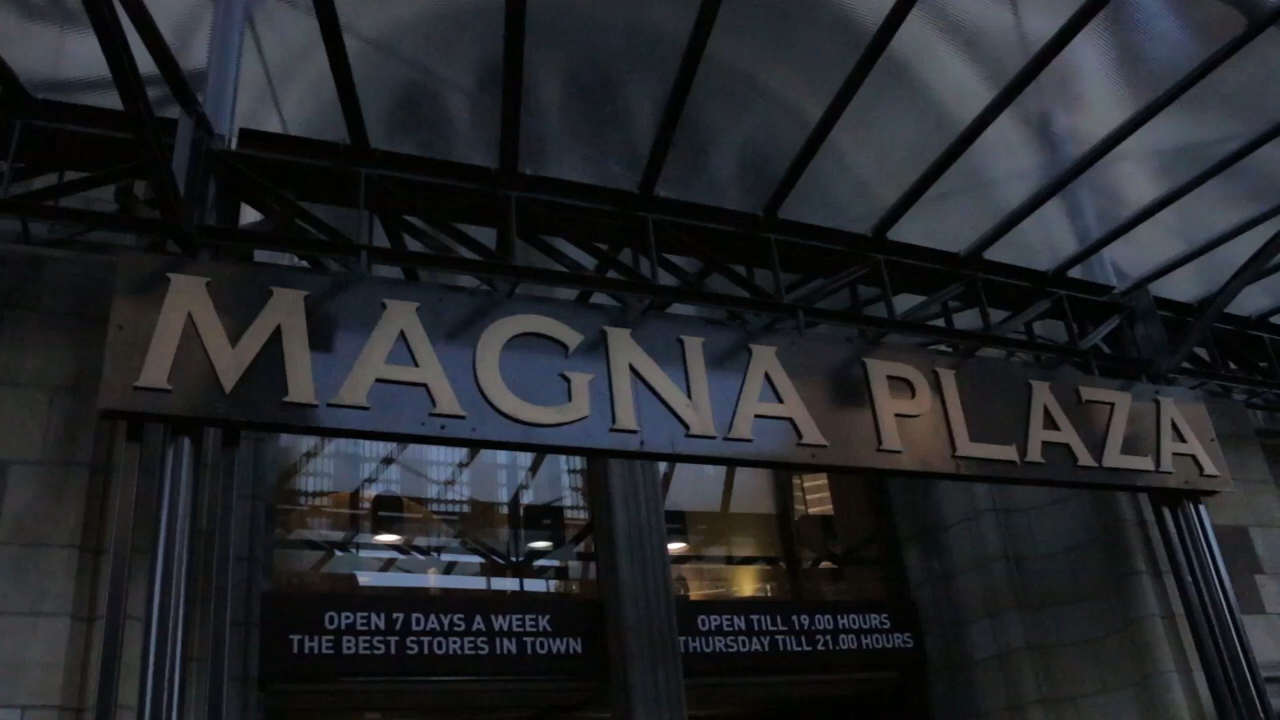 MAGNA PLAZA
OPEN 7 DAYS A WEEK
THE BEST STORES IN TOWN
OPEN TILL 19.00 HOURS
THURSDAY TILL 21.00 HOURS